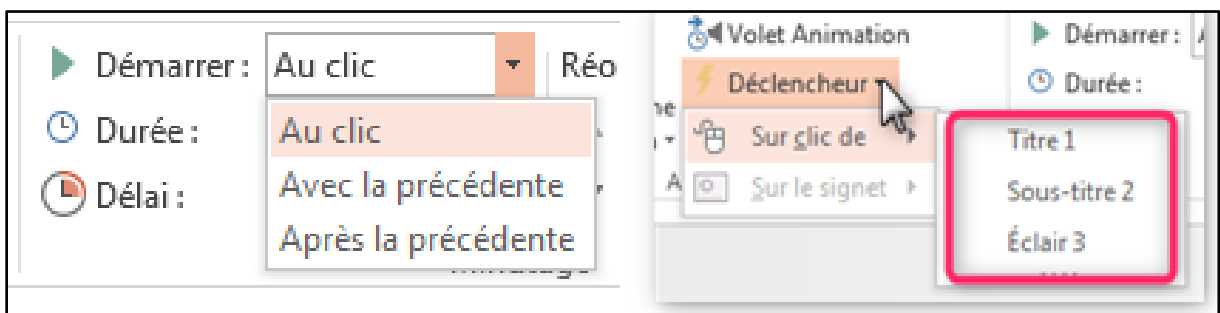 Démarrer : Au clic Réo
Durée :
Délai :
Au clic
Avec la précédente
Après la précédente
Volet Animation
Déclencheur
Sur clic de
Sur le signet
Démarrer :
Durée :
Titre 1
Sous-titre 2
Éclair 3